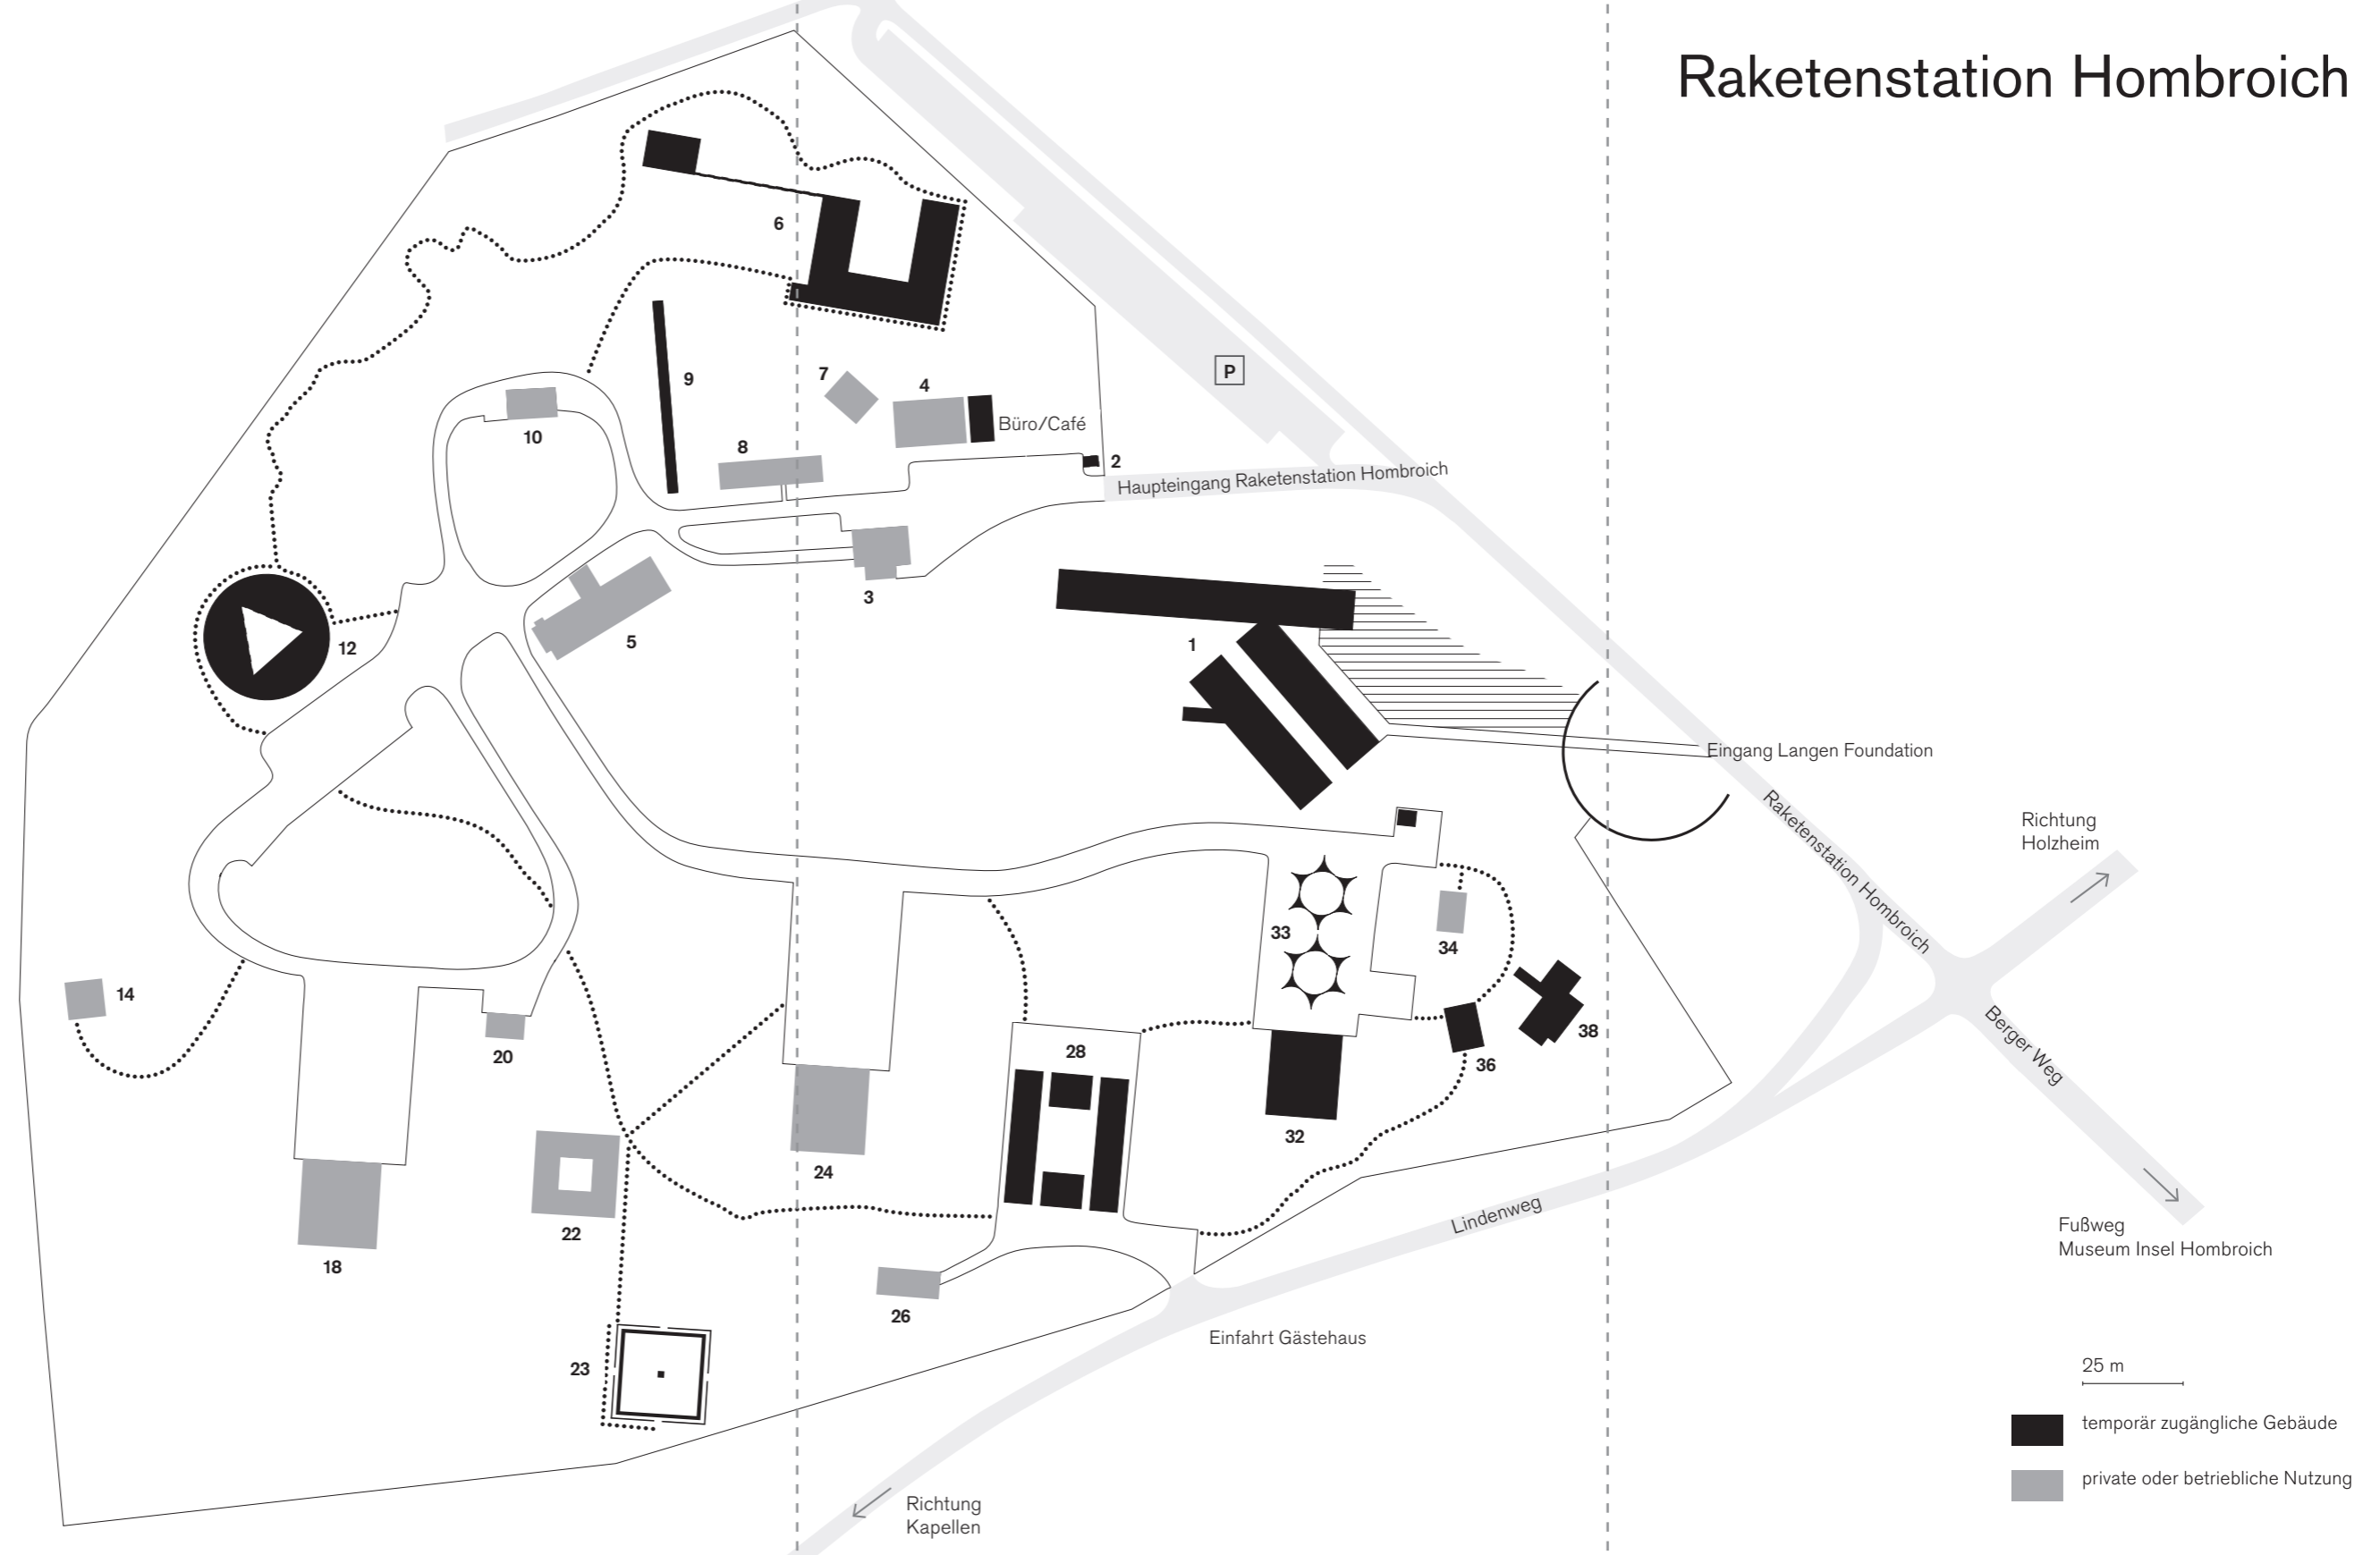 Raketenstation Hombroich
6
P
9
7
4
Büro/Café
10
8
2
Haupteingang Raketenstation Hombroich
3
5
12
1
Eingang Langen Foundation
Raketenstation Hombroich
Richtung
Holzheim
33
34
14
38
20
28
36
Berger Weg
32
24
22
18
Lindenweg
Fußweg
Museum Insel Hombroich
26
Einfahrt Gästehaus
23
25 m
temporär zugängliche Gebäude
private oder betriebliche Nutzung
Richtung
Kapellen